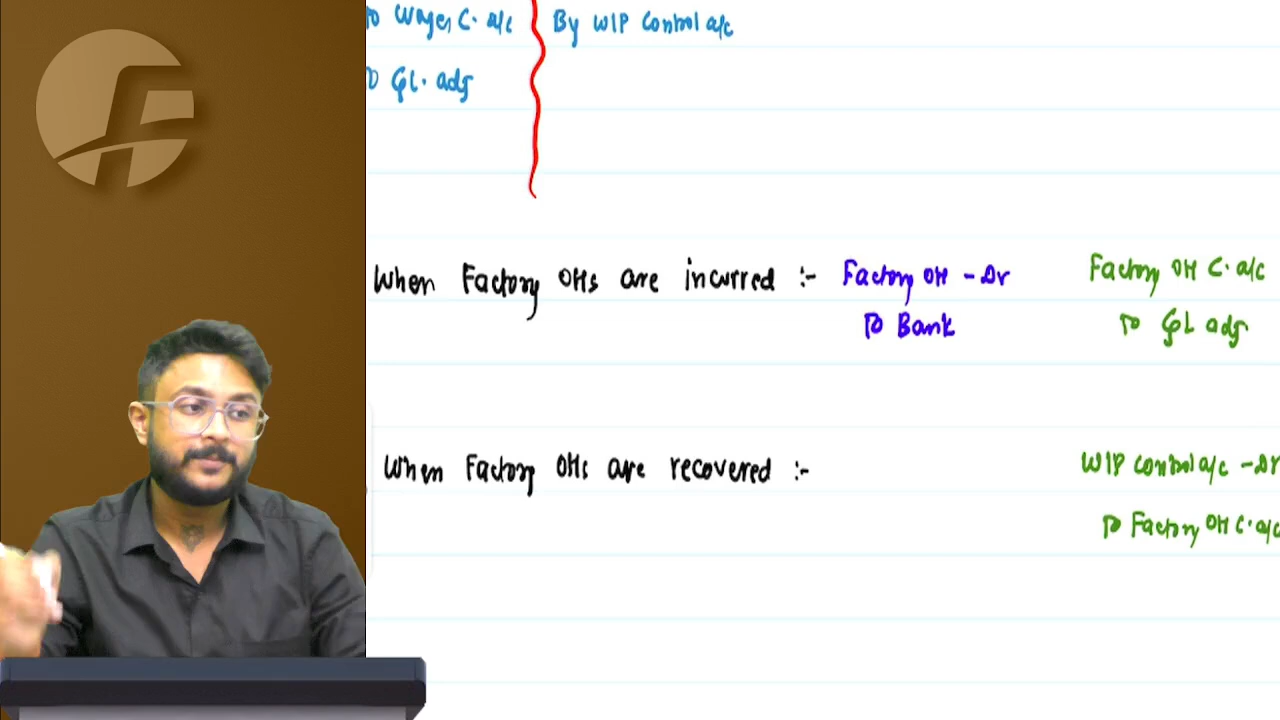 To Wages C. a/c By WIP Control a/c
To GL. adj
When Factory OHs are incurred :- Factory OH - Dr Factory OH C. a/c
To Bank To GL adj
When Factory OHs are recovered :- WIP Control a/c - Dr
To Factory OH C. a/c